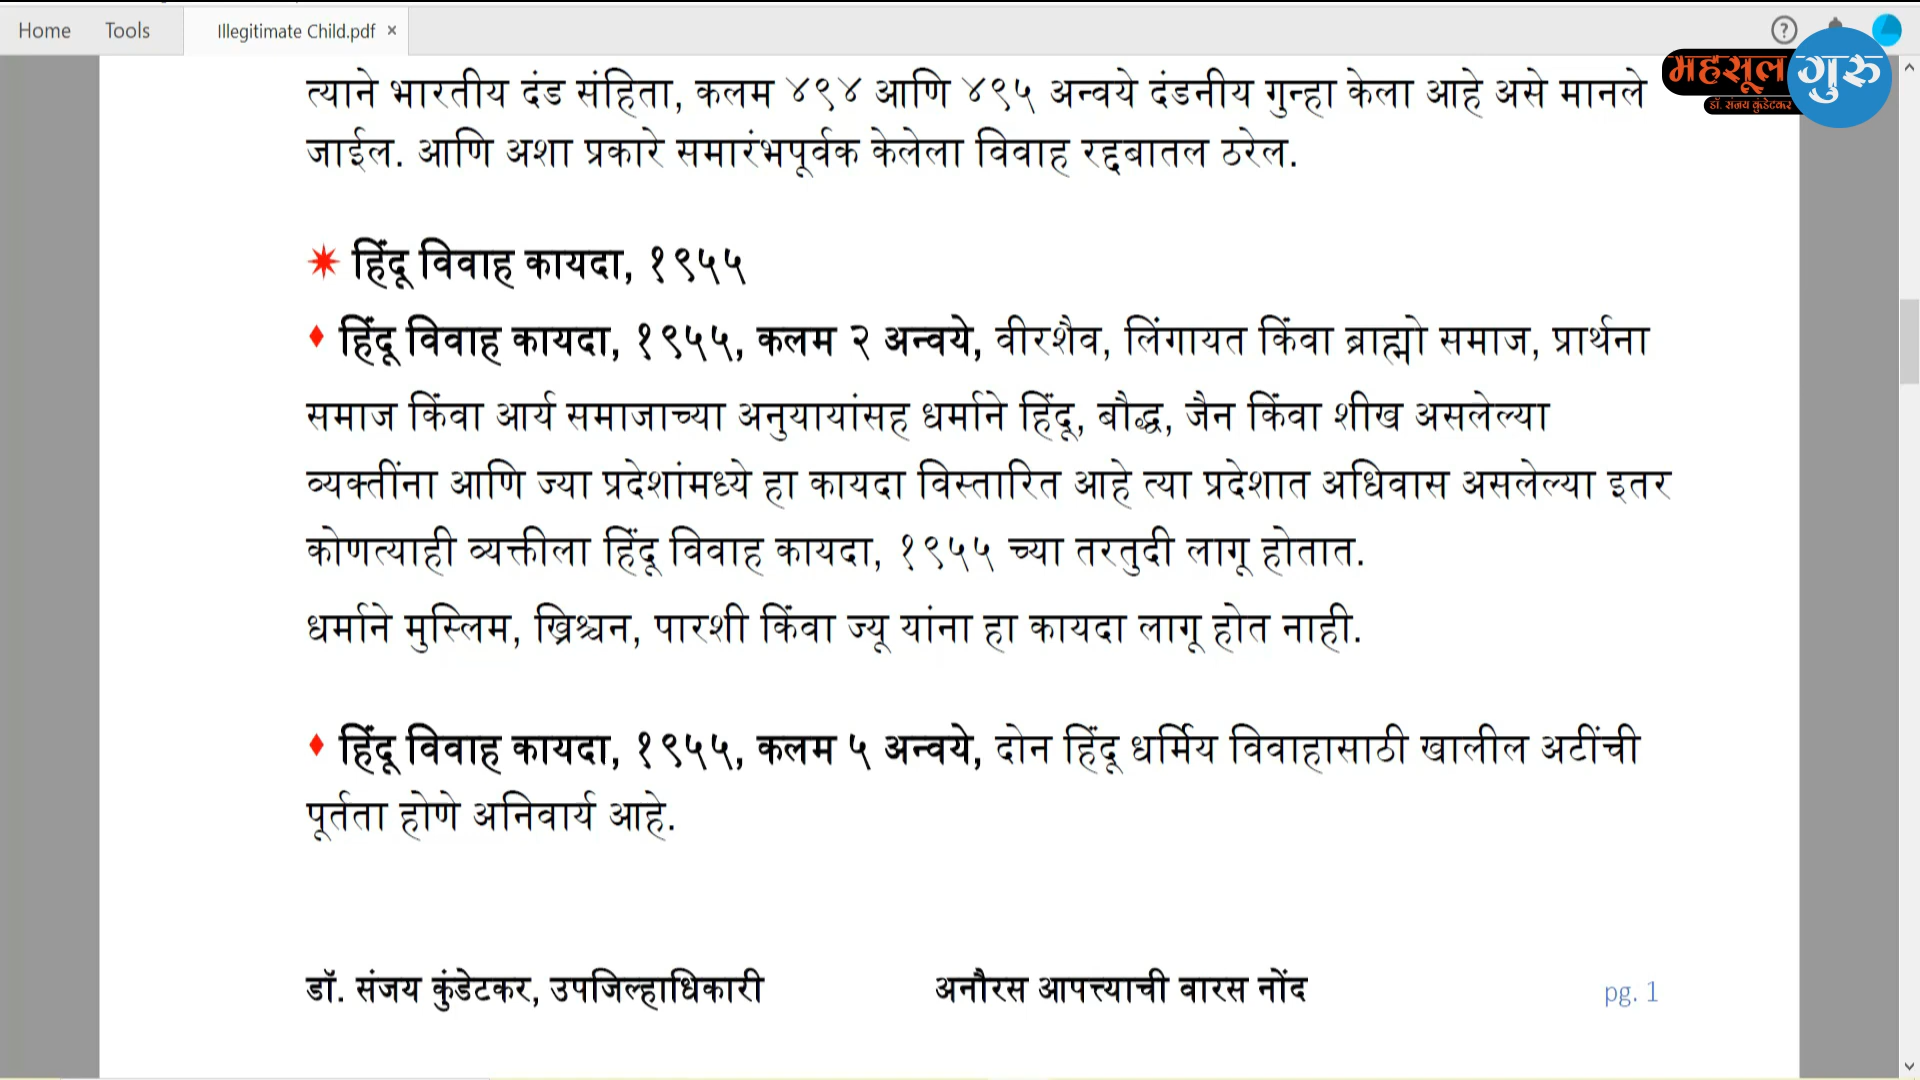 Home Tools Illegitimate Child.pdf ×
महसूल गुरु
डॉ. संजय कुंडेटकर
त्याने भारतीय दंड संहिता, कलम ४९४ आणि ४९५ अन्वये दंडनीय गुन्हा केला आहे असे मानले
जाईल. आणि अशा प्रकारे समारंभपूर्वक केलेला विवाह रद्दबातल ठरेल.
हिंदू विवाह कायदा, १९५५
हिंदू विवाह कायदा, १९५५, कलम २ अन्वये, वीरशैव, लिंगायत किंवा ब्राह्मो समाज, प्रार्थना
समाज किंवा आर्य समाजाच्या अनुयायांसह धर्माने हिंदू, बौद्ध, जैन किंवा शीख असलेल्या
व्यक्तींना आणि ज्या प्रदेशांमध्ये हा कायदा विस्तारित आहे त्या प्रदेशात अधिवास असलेल्या इतर
कोणत्याही व्यक्तीला हिंदू विवाह कायदा, १९५५ च्या तरतुदी लागू होतात.
धर्माने मुस्लिम, ख्रिश्चन, पारशी किंवा ज्यू यांना हा कायदा लागू होत नाही.
हिंदू विवाह कायदा, १९५५, कलम ५ अन्वये, दोन हिंदू धर्मिय विवाहासाठी खालील अटींची
पूर्तता होणे अनिवार्य आहे.
डॉ. संजय कुंडेटकर, उपजिल्हाधिकारी अनौरस आपत्त्याची वारस नोंद pg. 1